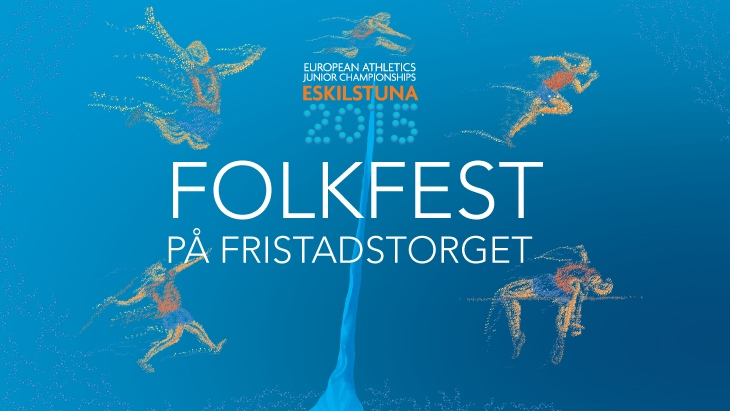 EUROPEAN ATHLETICS
JUNIOR CHAMPIONSHIPS
ESKILSTUNA
2015
FOLKFEST
PÅ FRISTADSTORGET